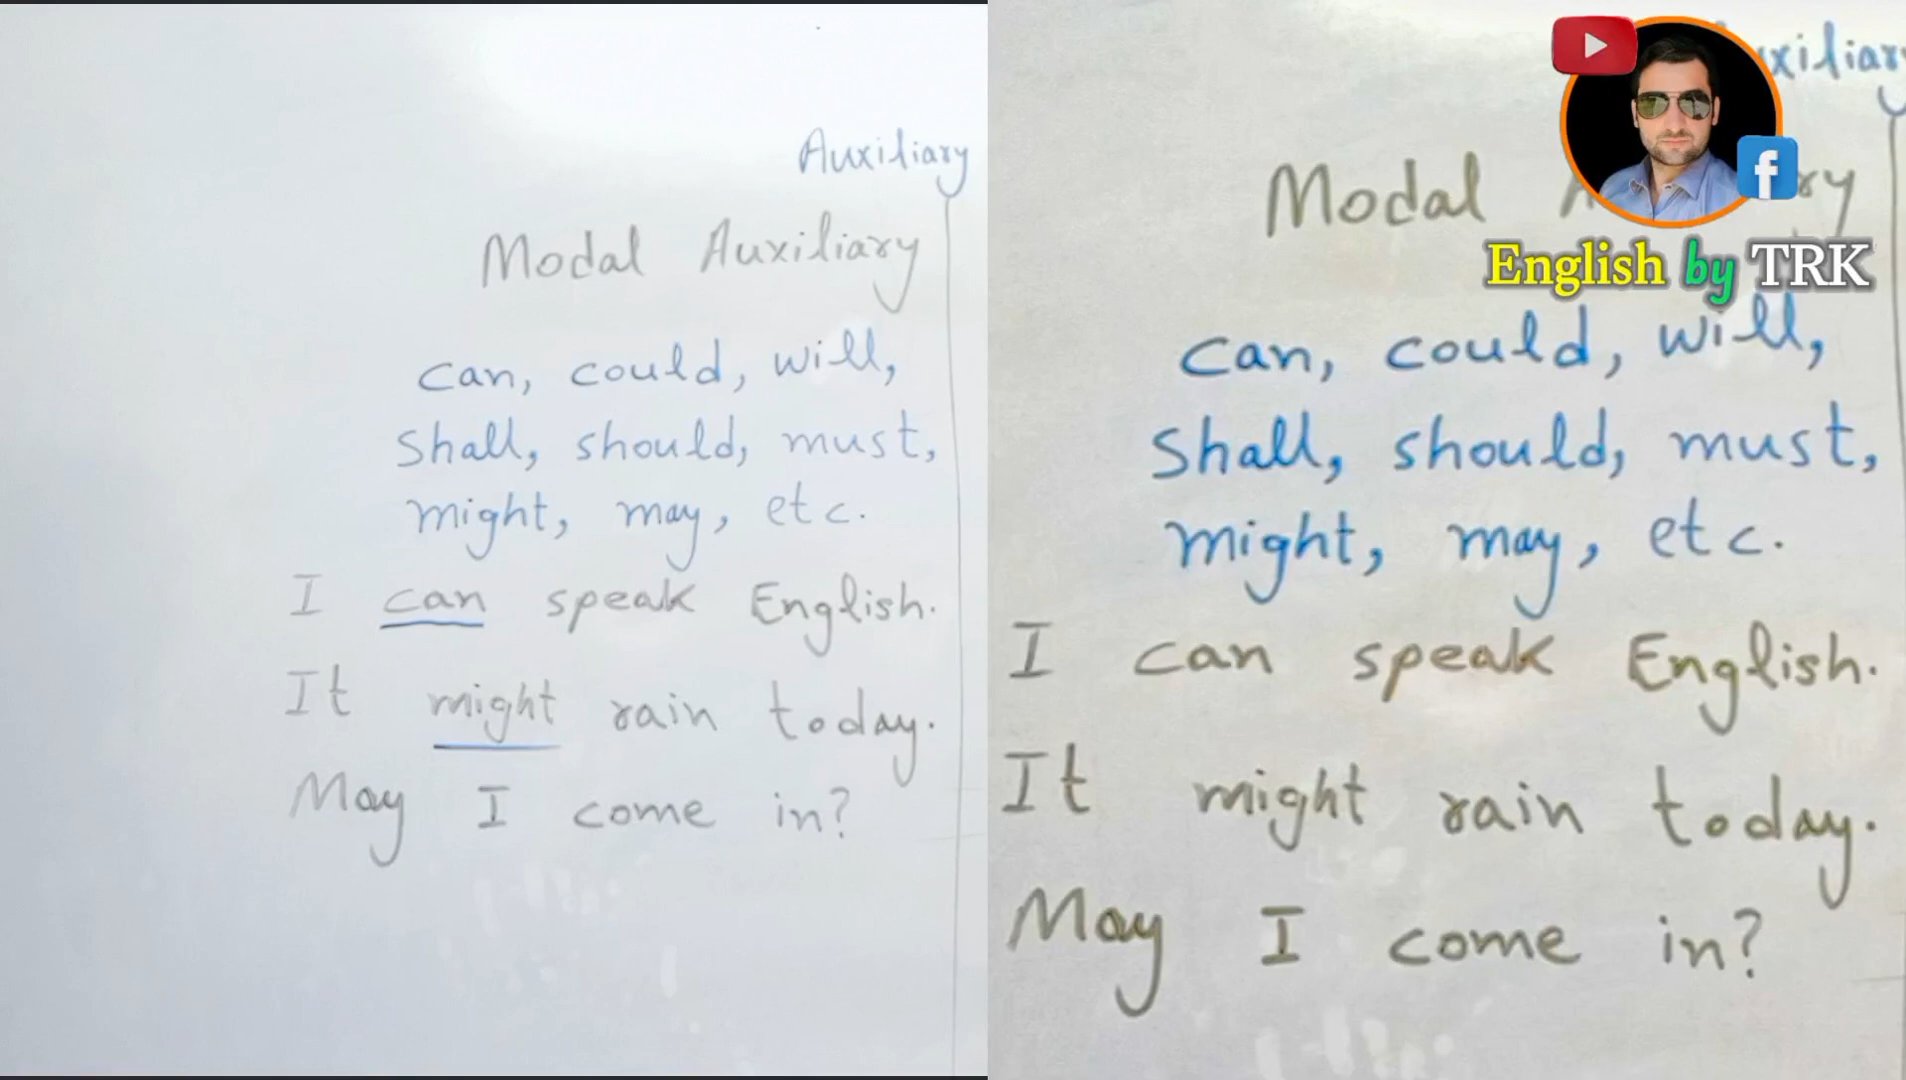 Auxiliary
Modal Auxiliary
can, could, will,
shall, should, must,
might, may, etc.
I can speak English.
It might rain today.
May I come in?
uxiliary
Modal A ry
English by TRK
can, could, will,
shall, should, must,
might, may, etc.
I can speak English.
It might rain today.
May I come in?